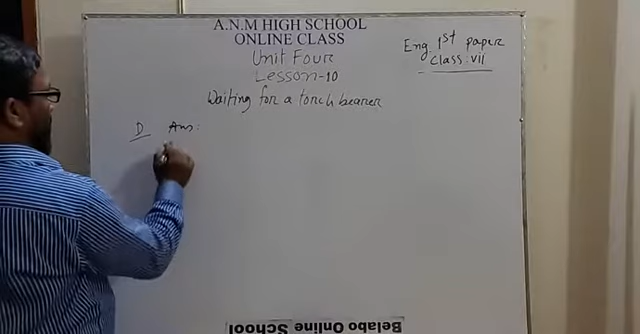 A.N.M HIGH SCHOOL
ONLINE CLASS
Unit Four
Lesson-10
Eng. 1st paper
Class: vii
Waiting for a torch bearer
D Ans:
Belabo Online School